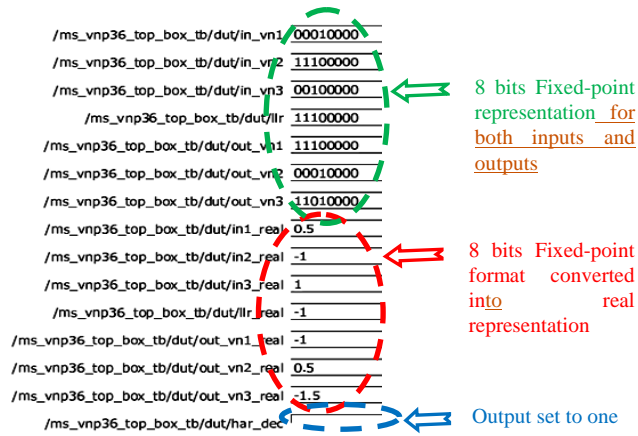 /ms_vnp36_top_box_tb/dut/in_vn1 00010000
/ms_vnp36_top_box_tb/dut/in_vn2 11100000
/ms_vnp36_top_box_tb/dut/in_vn3 00100000
/ms_vnp36_top_box_tb/dut/llr 11100000
/ms_vnp36_top_box_tb/dut/out_vn1 11100000
/ms_vnp36_top_box_tb/dut/out_vn2 00010000
/ms_vnp36_top_box_tb/dut/out_vn3 11010000
/ms_vnp36_top_box_tb/dut/in1_real 0.5
/ms_vnp36_top_box_tb/dut/in2_real -1
/ms_vnp36_top_box_tb/dut/in3_real 1
/ms_vnp36_top_box_tb/dut/llr_real -1
/ms_vnp36_top_box_tb/dut/out_vn1_real -1
/ms_vnp36_top_box_tb/dut/out_vn2_real 0.5
/ms_vnp36_top_box_tb/dut/out_vn3_real -1.5
/ms_vnp36_top_box_tb/dut/har_dec
8 bits Fixed-point
representation for
both inputs and
outputs
8 bits Fixed-point
format converted
into real
representation
Output set to one